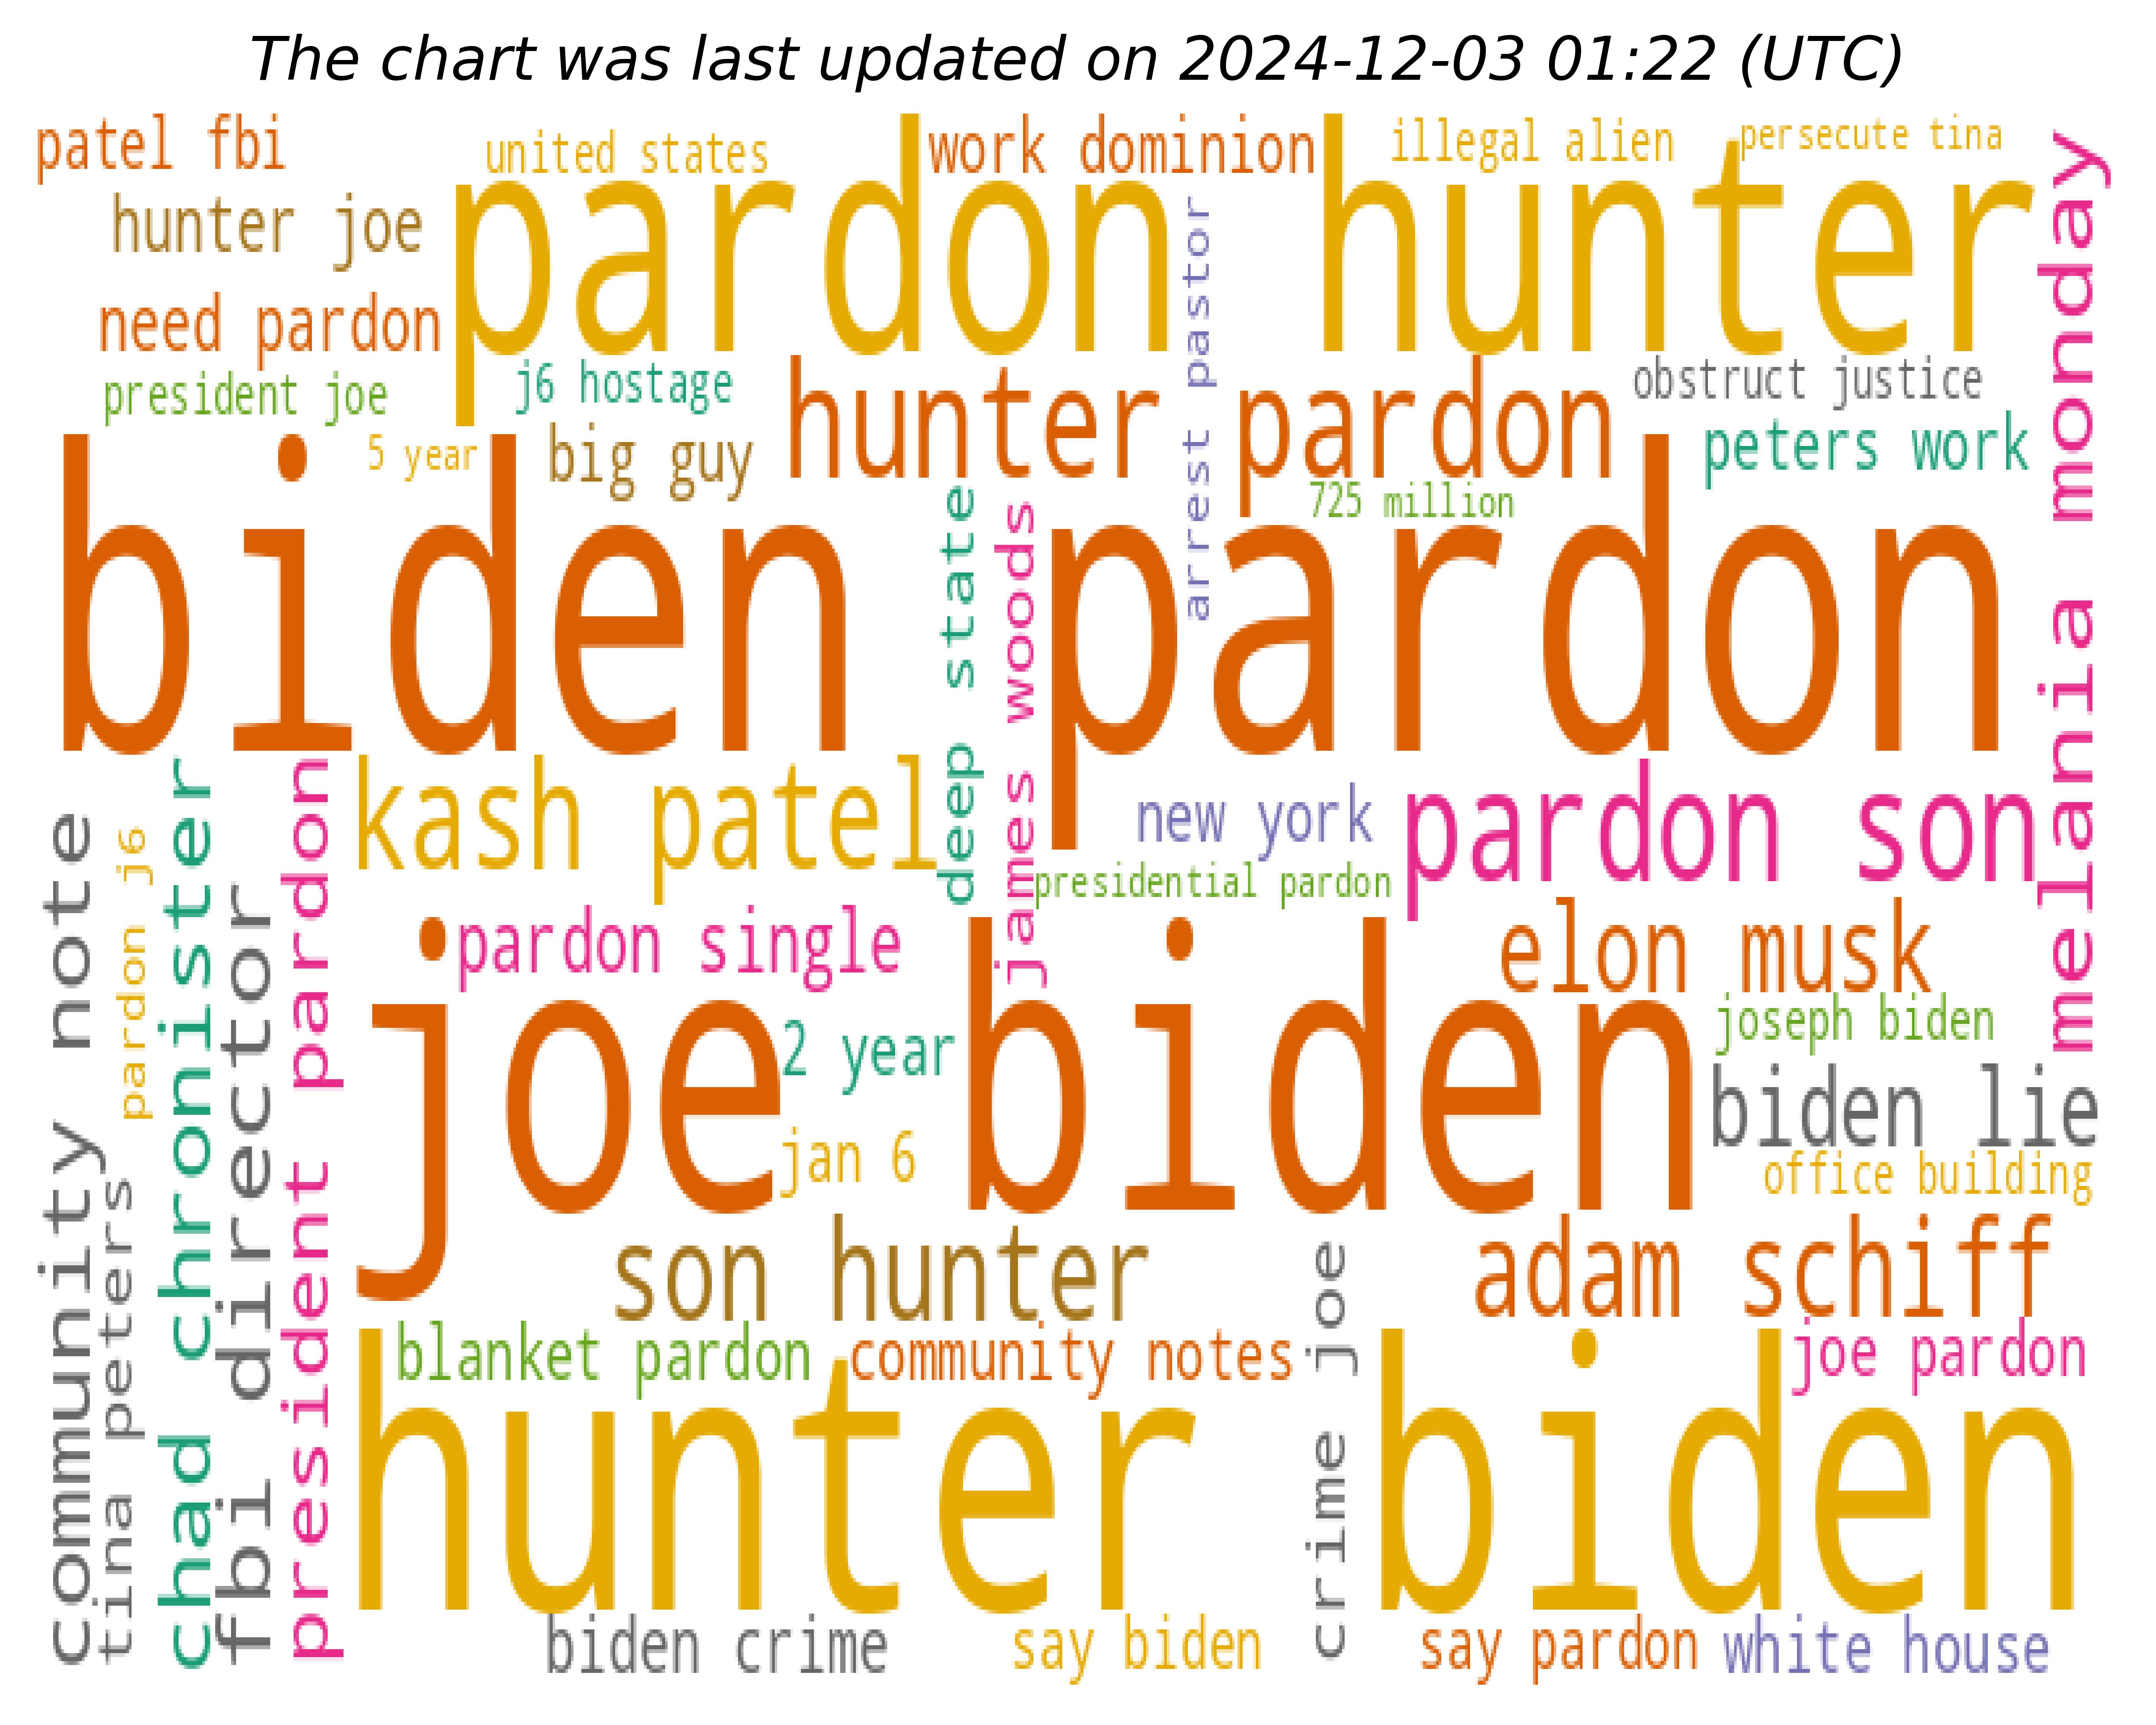 The chart was last updated on 2024-12-03 01:22 (UTC)
patel fbi
united states
work dominion
illegal alien
persecute tina
hunter joe
pardon hunter
need pardon
president joe
j6 hostage
hunter pardon
obstruct justice
5 year
big guy
peters work
725 million
arrest pastor
melania monday
biden pardon
deep state
james woods
kash patel
new york
pardon son
presidential pardon
community note
pardon j6
chad chronister
fbi director
president pardon
tina peters
pardon single
elon musk
joe biden
2 year
joseph biden
biden lie
jan 6
office building
son hunter
adam schiff
crime joe
blanket pardon
community notes
joe pardon
hunter biden
biden crime
say biden
say pardon
white house